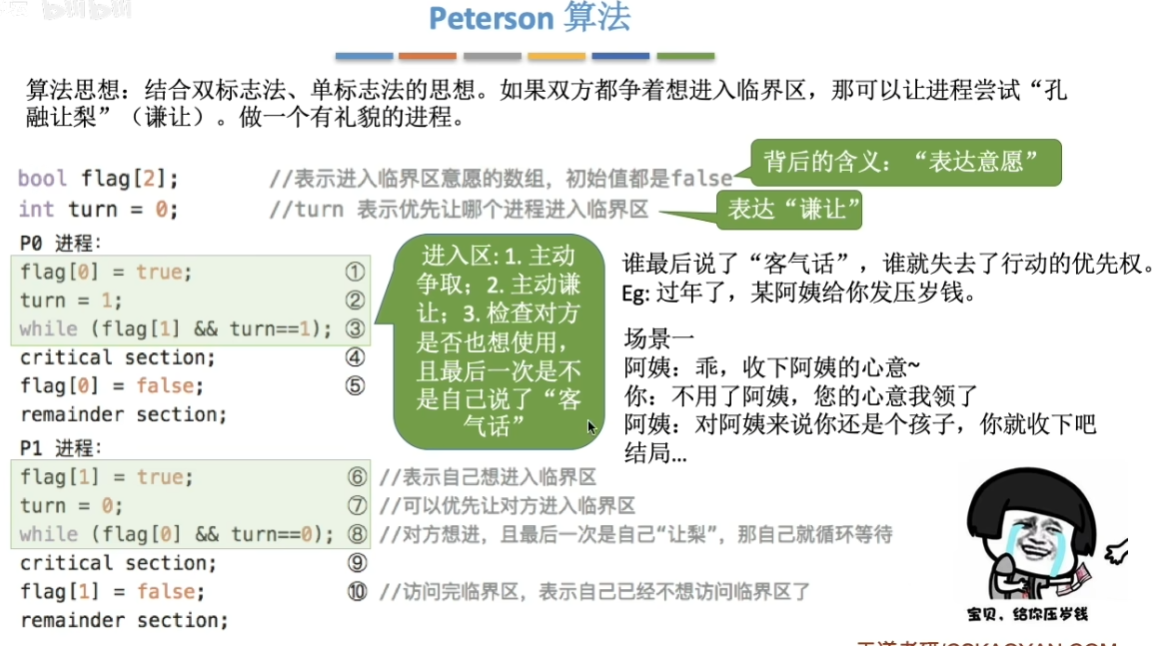 Peterson 算法
算法思想：结合双标志法、单标志法的思想。如果双方都争着想进入临界区，那可以让进程尝试“孔
融让梨”（谦让）。做一个有礼貌的进程。
bool flag[2]; //表示进入临界区意愿的数组，初始值都是false
背后的含义：“表达意愿”
int turn = 0; //turn 表示优先让哪个进程进入临界区
表达“谦让”
P0 进程：
flag[0] = true; ①
turn = 1; ②
while (flag[1] && turn==1); ③
critical section; ④
flag[0] = false; ⑤
remainder section;
进入区: 1. 主动
争取；2. 主动谦
让；3. 检查对方
是否也想使用，
且最后一次是不
是自己说了“客
气话”
谁最后说了“客气话”，谁就失去了行动的优先权。
Eg: 过年了，某阿姨给你发压岁钱。
场景一
阿姨：乖，收下阿姨的心意~
你：不用了阿姨，您的心意我领了
阿姨：对阿姨来说你还是个孩子，你就收下吧
结局…
P1 进程：
flag[1] = true; ⑥ //表示自己想进入临界区
turn = 0; ⑦ //可以优先让对方进入临界区
while (flag[0] && turn==0); ⑧ //对方想进，且最后一次是自己“让梨”，那自己就循环等待
critical section; ⑨
flag[1] = false; ⑩ //访问完临界区，表示自己已经不想访问临界区了
remainder section;
宝贝，给你压岁钱